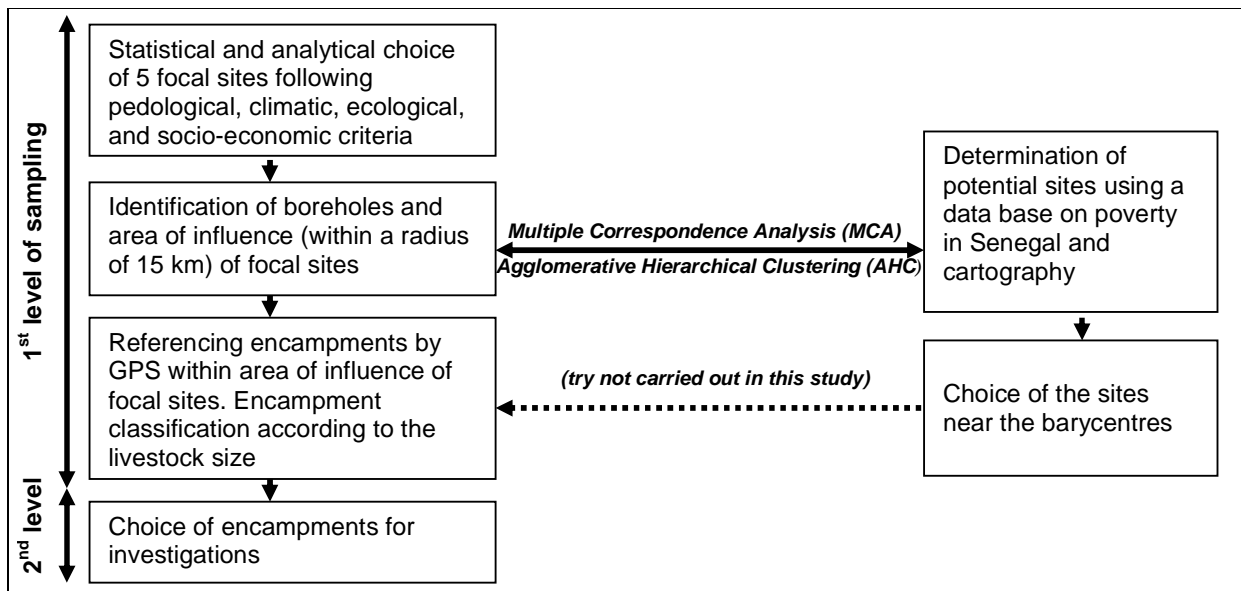 1st level of sampling
2nd level
Statistical and analytical choice
of 5 focal sites following
pedological, climatic, ecological,
and socio-economic criteria
Identification of boreholes and
area of influence (within a radius
of 15 km) of focal sites
Referencing encampments by
GPS within area of influence of
focal sites. Encampment
classification according to the
livestock size
Choice of encampments for
investigations
Multiple Correspondence Analysis (MCA)
Agglomerative Hierarchical Clustering (AHC)
(try not carried out in this study)
Determination of
potential sites using a
data base on poverty
in Senegal and
cartography
Choice of the sites
near the barycentres